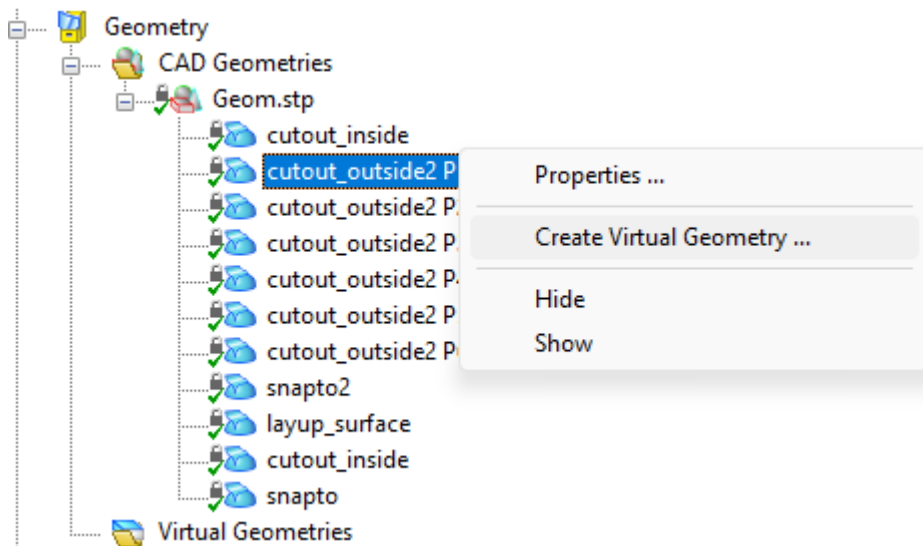 Geometry
CAD Geometries
Geom.stp
cutout_inside
cutout_outside2 P
Properties ...
cutout_outside2 P
cutout_outside2 P
Create Virtual Geometry ...
cutout_outside2 P
Hide
cutout_outside2 P
Show
cutout_outside2 P
snapto2
layup_surface
cutout_inside
snapto
Virtual Geometries